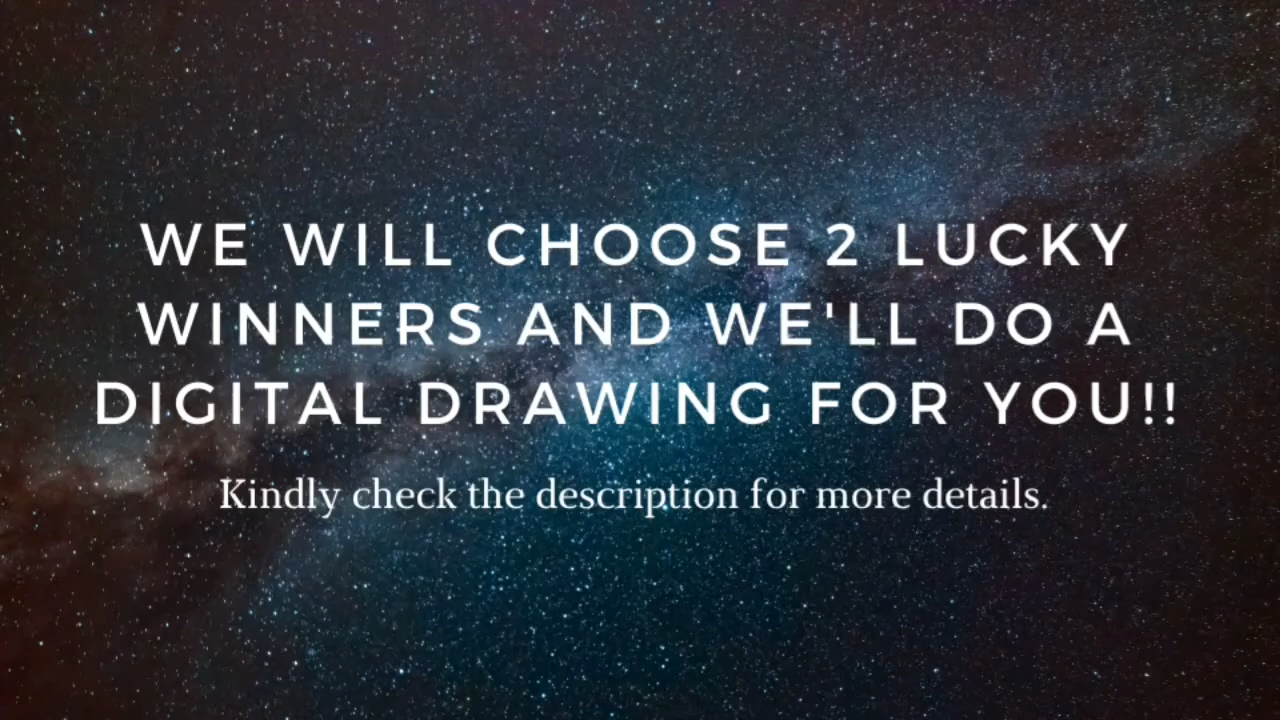 WE WILL CHOOSE 2 LUCKY
WINNERS AND WE'LL DO A
DIGITAL DRAWING FOR YOU!!
Kindly check the description for more details.